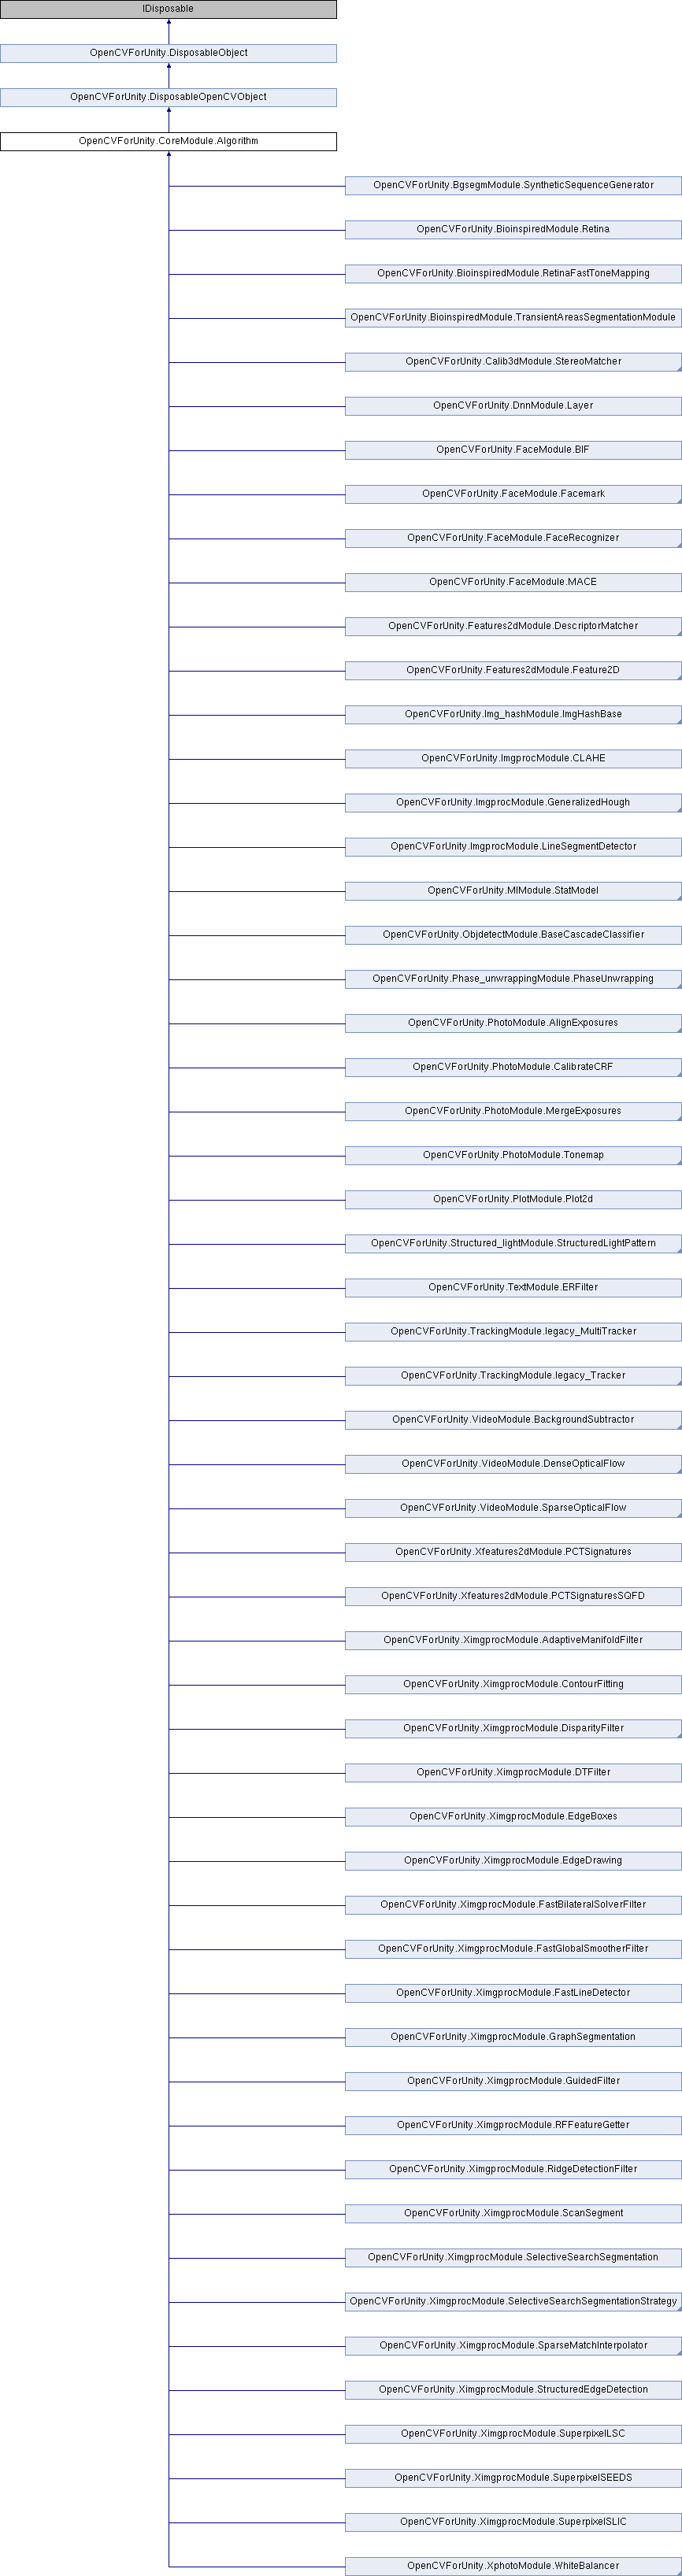 IDisposable
OpenCVForUnity.DisposableObject
OpenCVForUnity.DisposableOpenCVObject
OpenCVForUnity.CoreModule.Algorithm
OpenCVForUnity.BgsegmModule.SyntheticSequenceGenerator
OpenCVForUnity.BioinspiredModule.Retina
OpenCVForUnity.BioinspiredModule.RetinaFastToneMapping
OpenCVForUnity.BioinspiredModule.TransientAreasSegmentationModule
OpenCVForUnity.Calib3dModule.StereoMatcher
OpenCVForUnity.DnnModule.Layer
OpenCVForUnity.FaceModule.BIF
OpenCVForUnity.FaceModule.Facemark
OpenCVForUnity.FaceModule.FaceRecognizer
OpenCVForUnity.FaceModule.MACE
OpenCVForUnity.Features2dModule.DescriptorMatcher
OpenCVForUnity.Features2dModule.Feature2D
OpenCVForUnity.Img_hashModule.ImgHashBase
OpenCVForUnity.ImgprocModule.CLAHE
OpenCVForUnity.ImgprocModule.GeneralizedHough
OpenCVForUnity.ImgprocModule.LineSegmentDetector
OpenCVForUnity.MlModule.StatModel
OpenCVForUnity.ObjdetectModule.BaseCascadeClassifier
OpenCVForUnity.Phase_unwrappingModule.PhaseUnwrapping
OpenCVForUnity.PhotoModule.AlignExposures
OpenCVForUnity.PhotoModule.CalibrateCRF
OpenCVForUnity.PhotoModule.MergeExposures
OpenCVForUnity.PhotoModule.Tonemap
OpenCVForUnity.PlotModule.Plot2d
OpenCVForUnity.Structured_lightModule.StructuredLightPattern
OpenCVForUnity.TextModule.ERFilter
OpenCVForUnity.TrackingModule.legacy_MultiTracker
OpenCVForUnity.TrackingModule.legacy_Tracker
OpenCVForUnity.VideoModule.BackgroundSubtractor
OpenCVForUnity.VideoModule.DenseOpticalFlow
OpenCVForUnity.VideoModule.SparseOpticalFlow
OpenCVForUnity.Xfeatures2dModule.PCTSignatures
OpenCVForUnity.Xfeatures2dModule.PCTSignaturesSQFD
OpenCVForUnity.XimgprocModule.AdaptiveManifoldFilter
OpenCVForUnity.XimgprocModule.ContourFitting
OpenCVForUnity.XimgprocModule.DisparityFilter
OpenCVForUnity.XimgprocModule.DTFilter
OpenCVForUnity.XimgprocModule.EdgeBoxes
OpenCVForUnity.XimgprocModule.EdgeDrawing
OpenCVForUnity.XimgprocModule.FastBilateralSolverFilter
OpenCVForUnity.XimgprocModule.FastGlobalSmootherFilter
OpenCVForUnity.XimgprocModule.FastLineDetector
OpenCVForUnity.XimgprocModule.GraphSegmentation
OpenCVForUnity.XimgprocModule.GuidedFilter
OpenCVForUnity.XimgprocModule.RFFeatureGetter
OpenCVForUnity.XimgprocModule.RidgeDetectionFilter
OpenCVForUnity.XimgprocModule.ScanSegment
OpenCVForUnity.XimgprocModule.SelectiveSearchSegmentation
OpenCVForUnity.XimgprocModule.SelectiveSearchSegmentationStrategy
OpenCVForUnity.XimgprocModule.SparseMatchInterpolator
OpenCVForUnity.XimgprocModule.StructuredEdgeDetection
OpenCVForUnity.XimgprocModule.SuperpixelLSC
OpenCVForUnity.XimgprocModule.SuperpixelSEEDS
OpenCVForUnity.XimgprocModule.SuperpixelSLIC
OpenCVForUnity.XphotoModule.WhiteBalancer